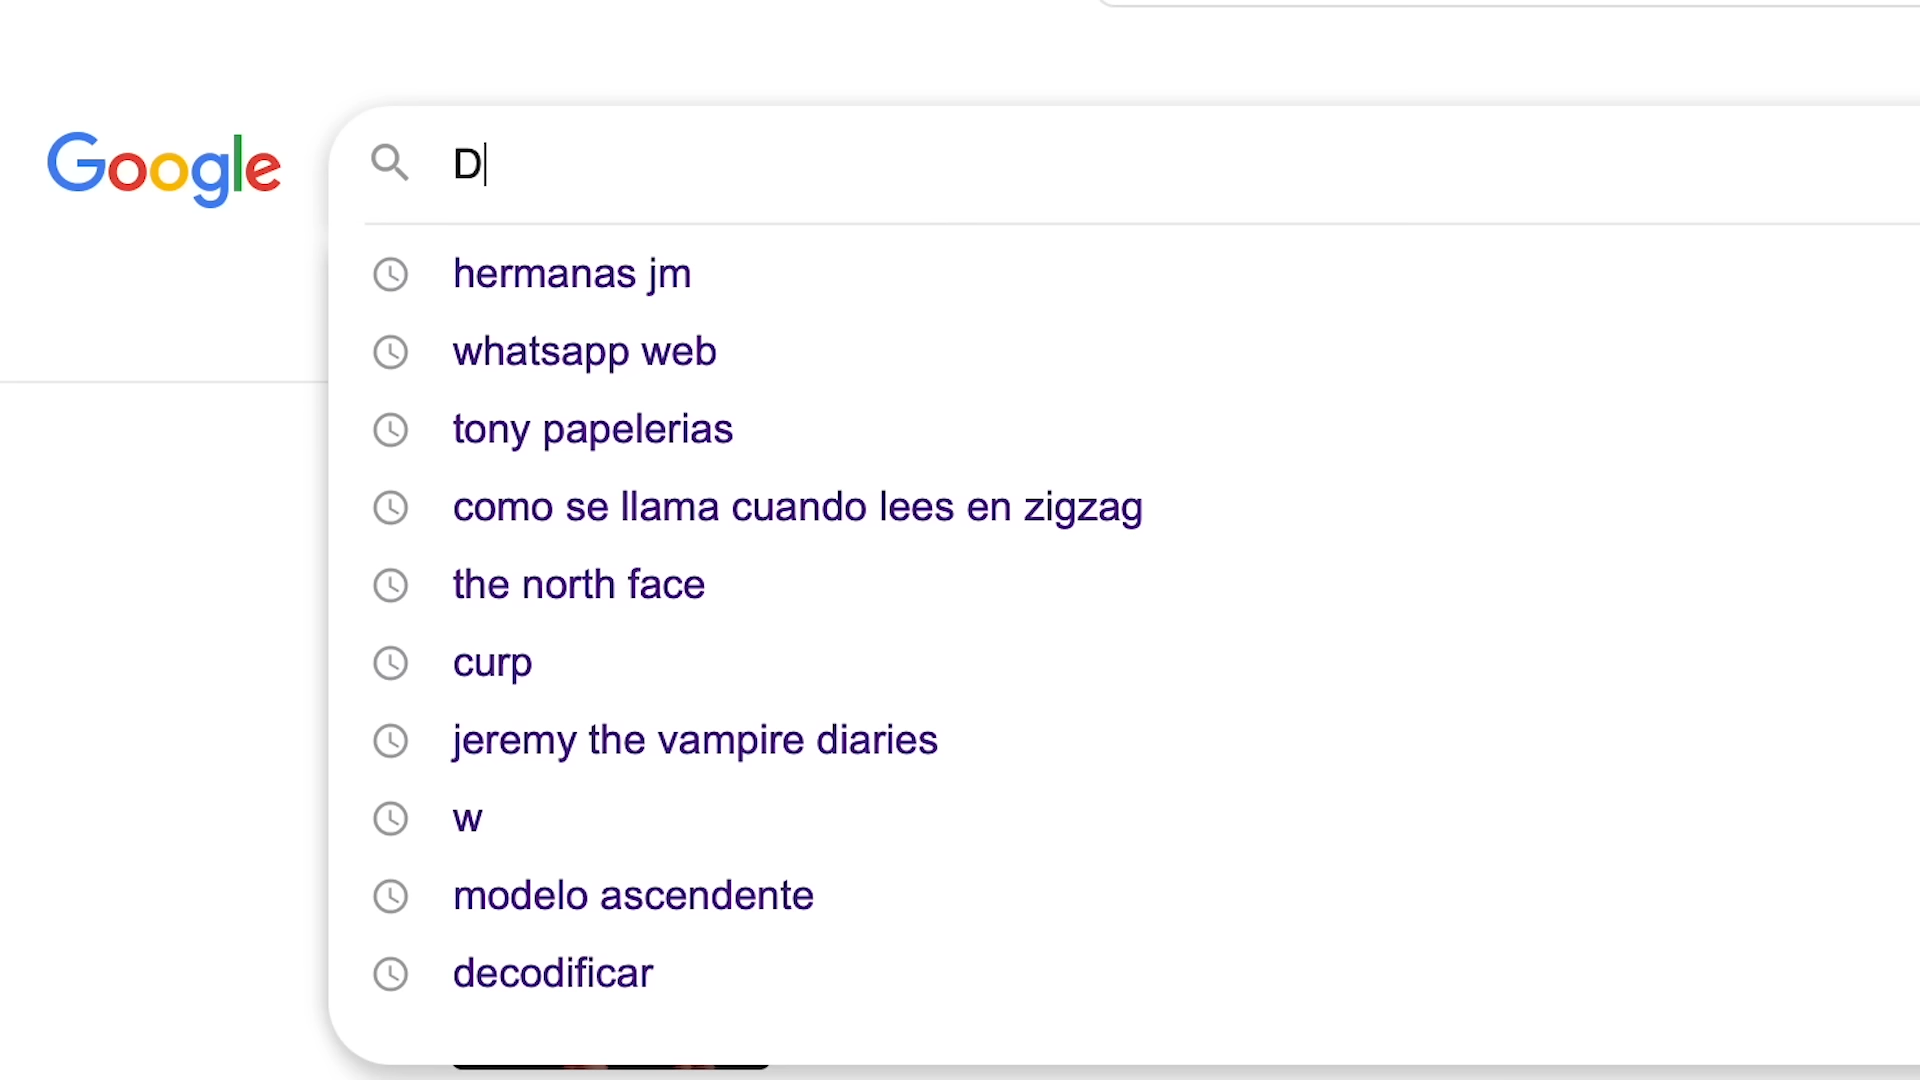 Google
D
hermanas jm
whatsapp web
tony papelerias
como se llama cuando lees en zigzag
the north face
curp
jeremy the vampire diaries
w
modelo ascendente
decodificar